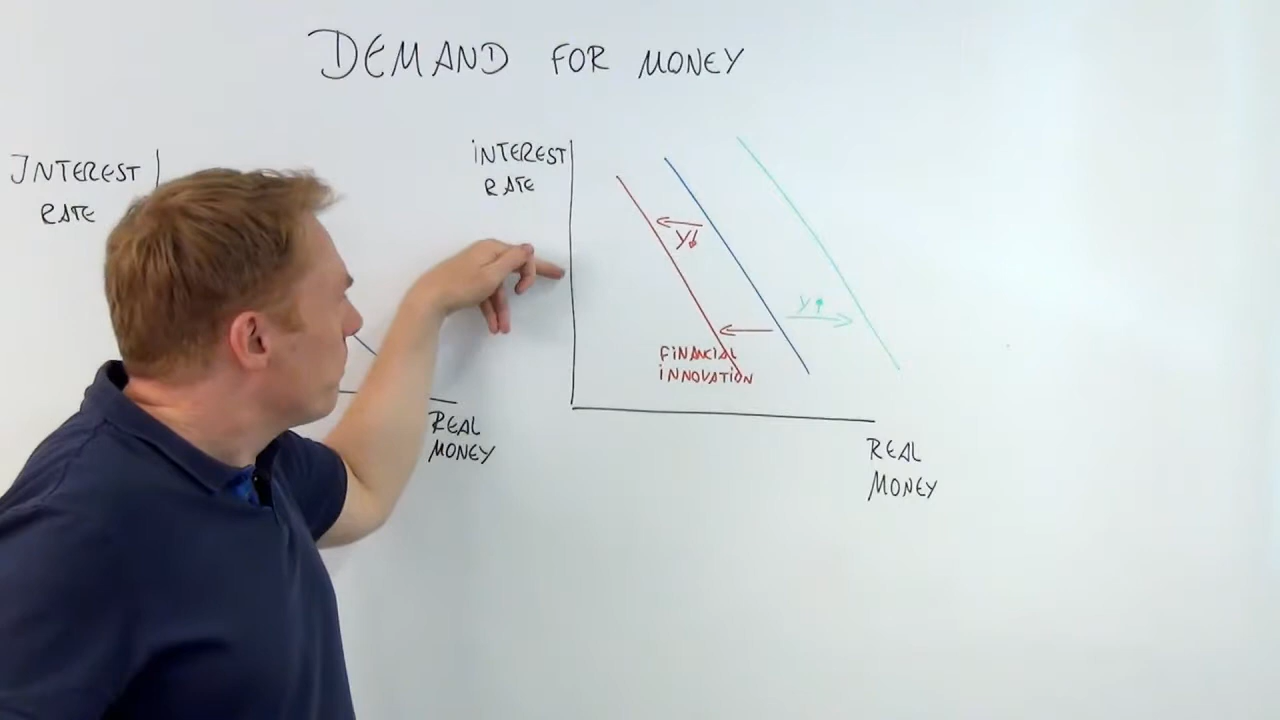 DEMAND FOR MONEY
INTEREST
RATE
REAL
MONEY
INTEREST
RATE
Y↓
Y↑
FINANCIAL
INNOVATION
REAL
MONEY